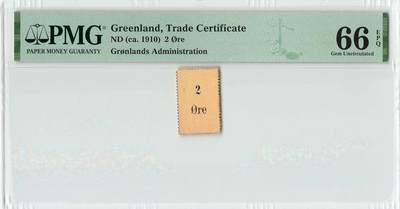 PMG
PAPER MONEY GUARANTY
Greenland, Trade Certificate
ND (ca. 1910) 2 Øre
Grønlands Administration
66 EPQ
Gem Uncirculated
2
Øre